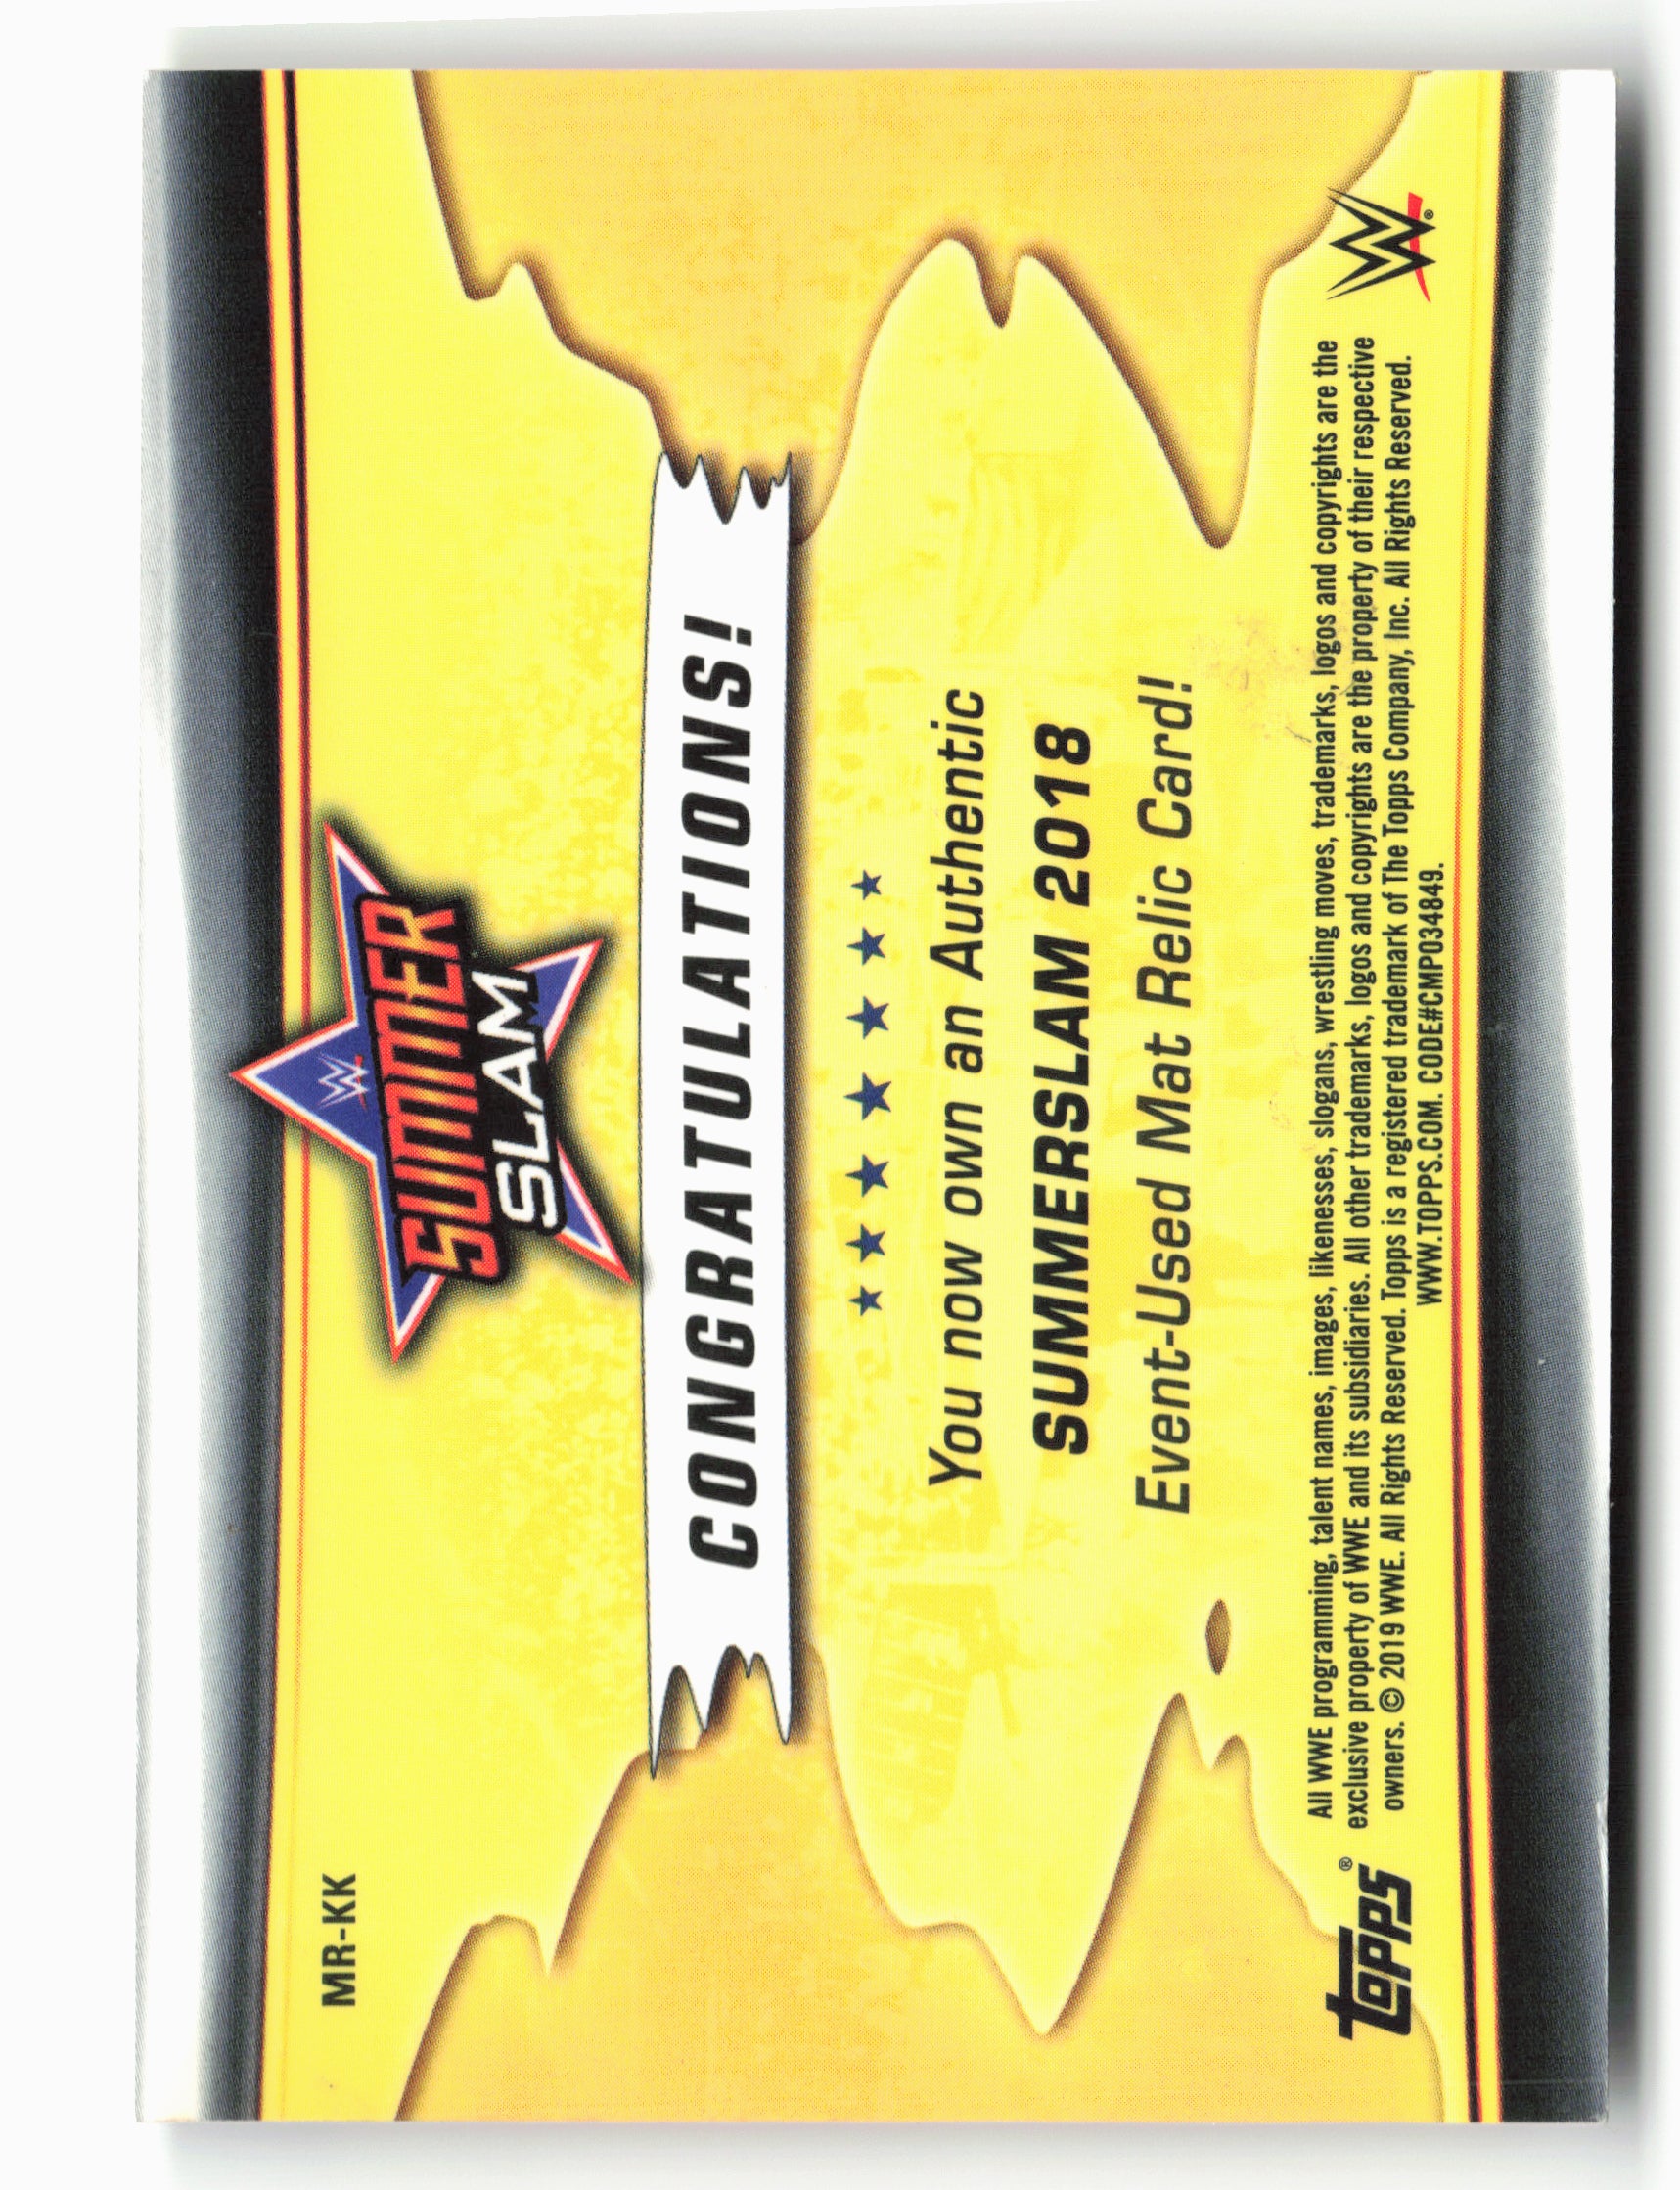 MR-KK
W
SUMMER
SLAM
CONGRATULATIONS!
You now own an Authentic
SUMMERSLAM 2018
Event-Used Mat Relic Card!
All WWE programming, talent names, images, likenesses, slogans, wrestling moves, trademarks, logos and copyrights are the
exclusive property of WWE and its subsidiaries. All other trademarks, logos and copyrights are the property of their respective
owners. © 2019 WWE. All Rights Reserved. Topps is a registered trademark of The Topps Company, Inc. All Rights Reserved.
WWW.TOPPS.COM. CODE#CMP034849.
topps®
W®